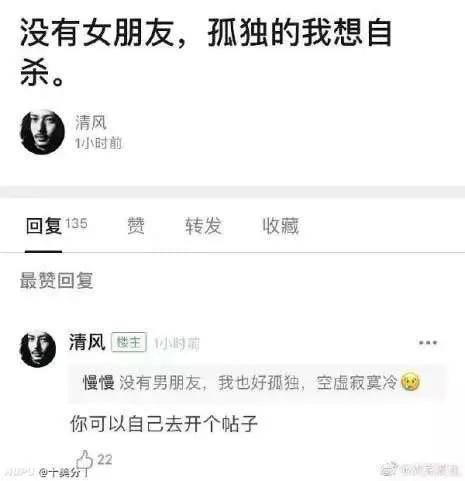 没有女朋友，孤独的我想自
杀。
清风
1小时前
回复 135 赞 转发 收藏
最赞回复
清风 楼主 1小时前
慢慢 没有男朋友，我也好孤独，空虚寂寞冷😢
你可以自己去开个帖子
22
HUPU @十英分丁